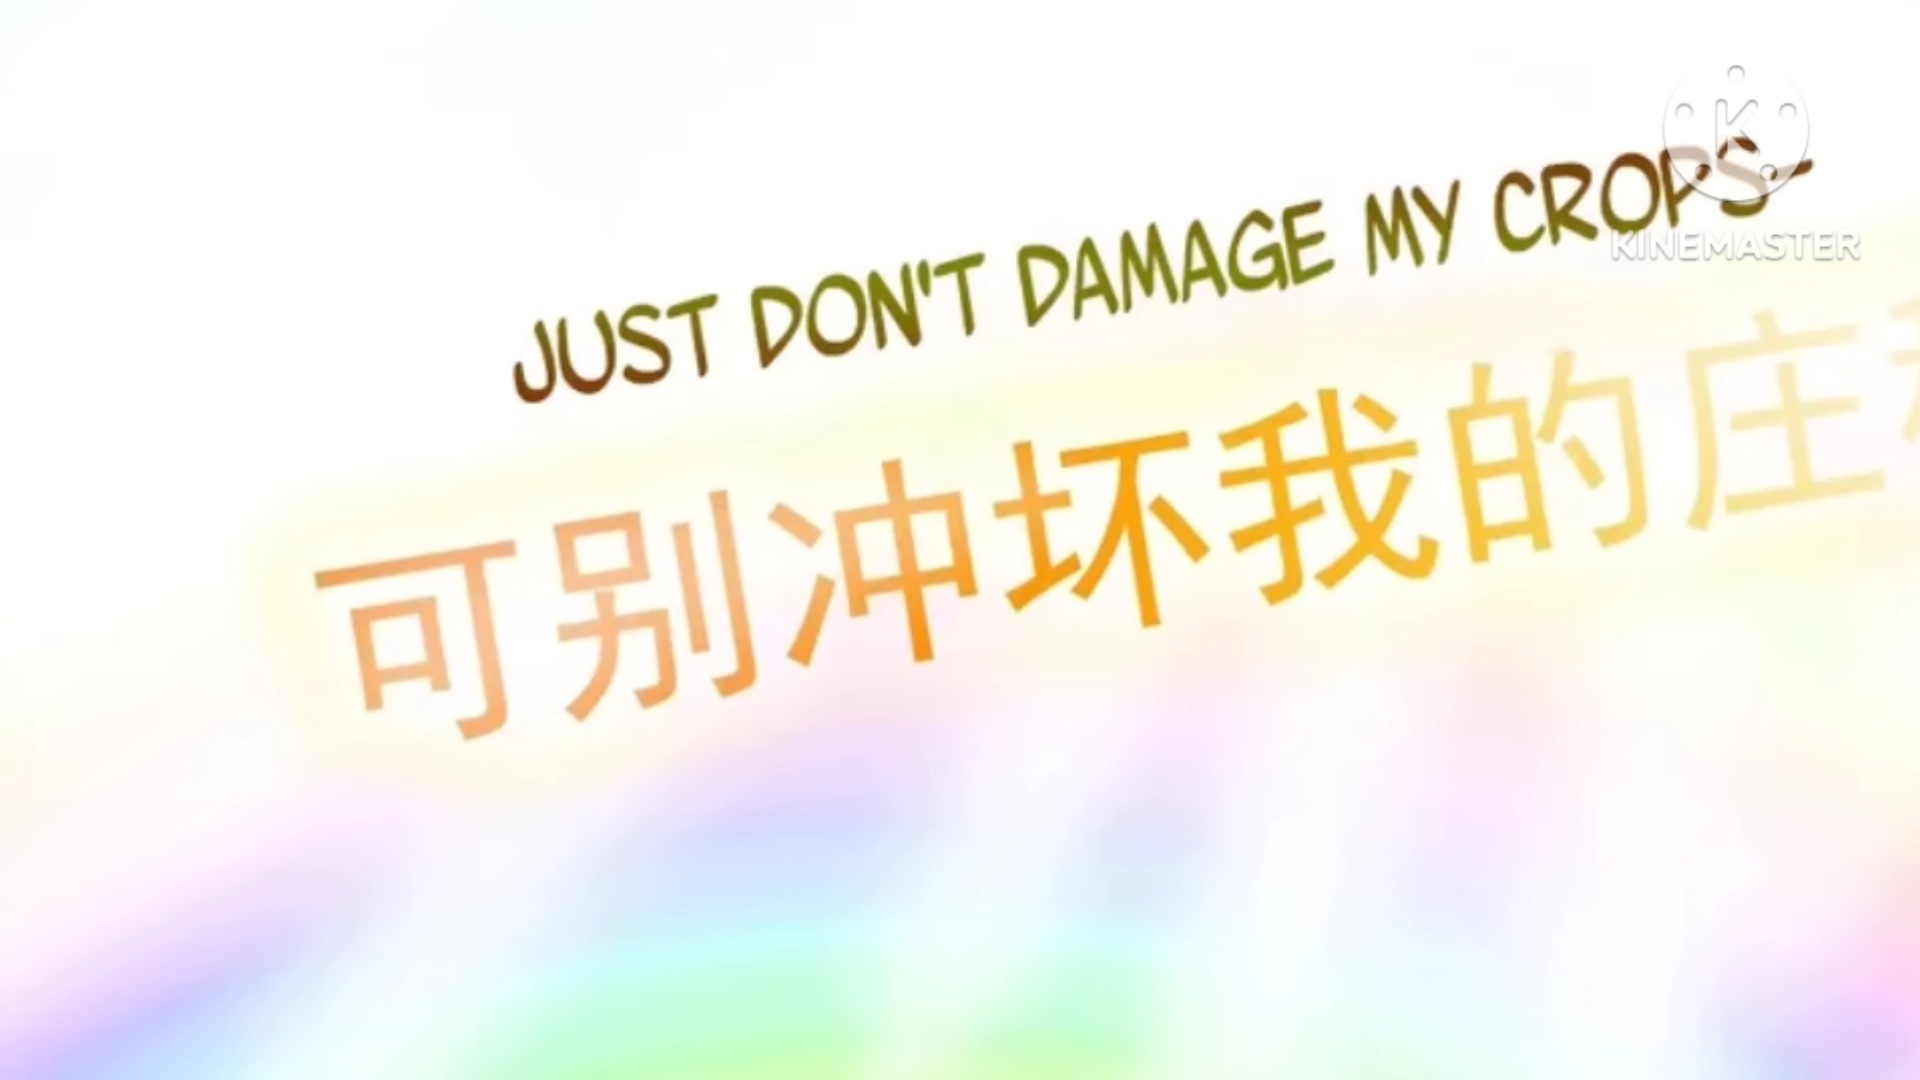 JUST DON'T DAMAGE MY CROPS~
KINEMASTER
可别冲坏我的庄